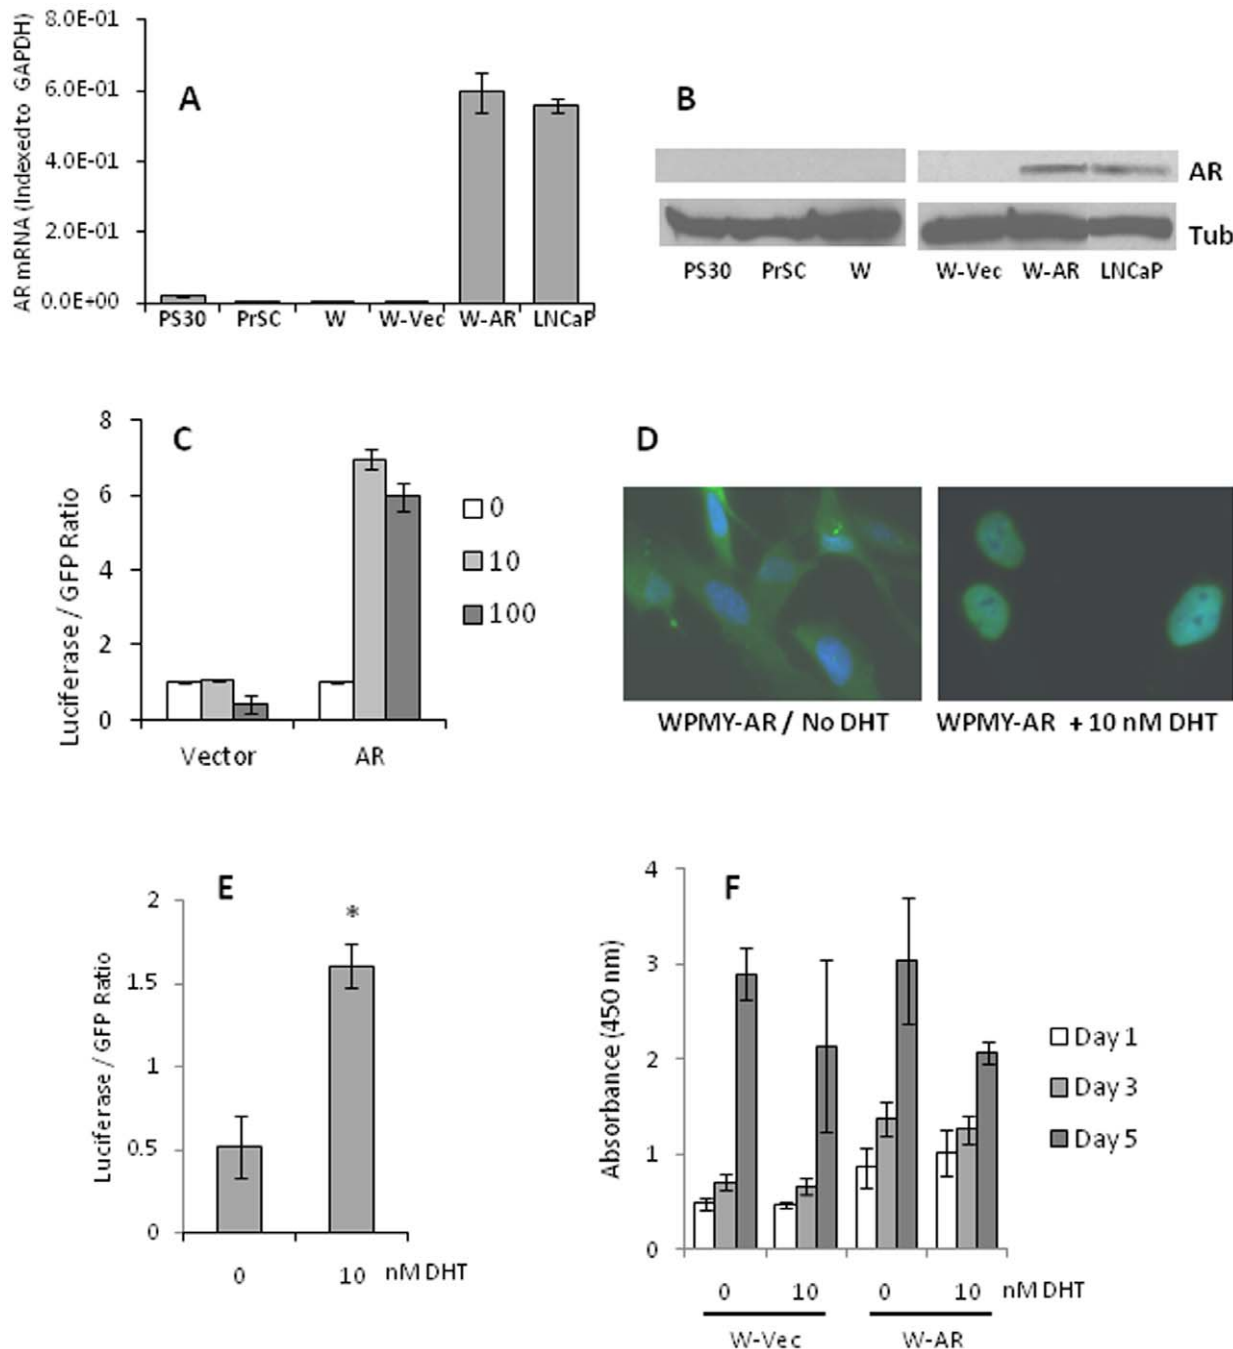 A
AR mRNA (Indexed to GAPDH)
8.0E-01
6.0E-01
4.0E-01
2.0E-01
0.0E+00
PS30 PrSC W W-Vec W-AR LNCaP
B
AR
Tub
PS30 PrSC W W-Vec W-AR LNCaP
C
Luciferase / GFP Ratio
8
6
4
2
0
Vector AR
0
10
100
D
WPMY-AR / No DHT
WPMY-AR + 10 nM DHT
E
Luciferase / GFP Ratio
2
1.5
1
0.5
0
*
0 10 nM DHT
F
Absorbance (450 nm)
4
3
2
1
0
Day 1
Day 3
Day 5
0 10 0 10 nM DHT
W-Vec W-AR